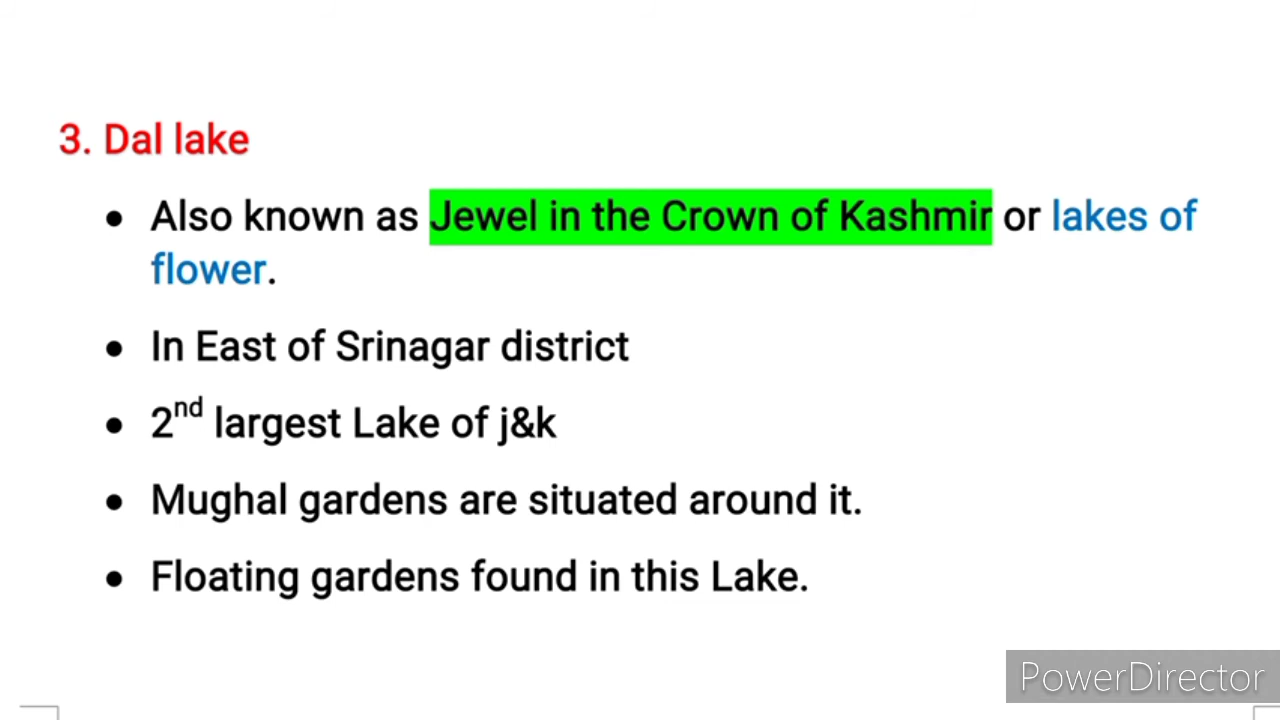 3. Dal lake
• Also known as Jewel in the Crown of Kashmir or lakes of
flower.
• In East of Srinagar district
• 2nd largest Lake of j&k
• Mughal gardens are situated around it.
• Floating gardens found in this Lake.
PowerDirector